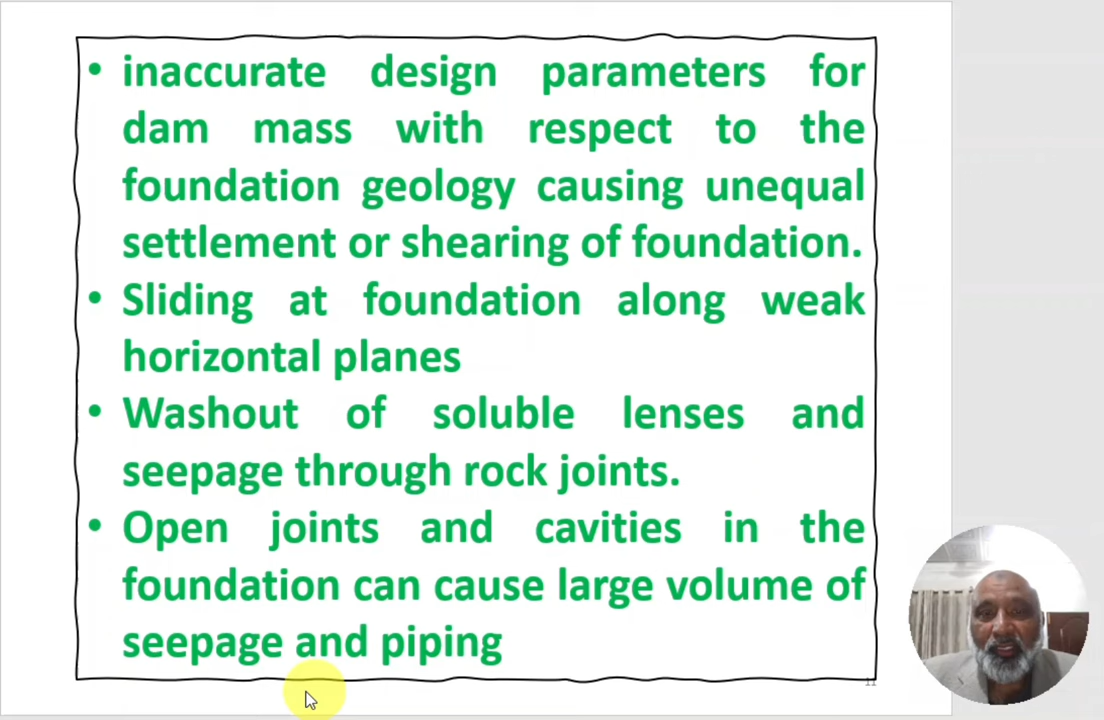 • inaccurate design parameters for
dam mass with respect to the
foundation geology causing unequal
settlement or shearing of foundation.
• Sliding at foundation along weak
horizontal planes
• Washout of soluble lenses and
seepage through rock joints.
• Open joints and cavities in the
foundation can cause large volume of
seepage and piping
11